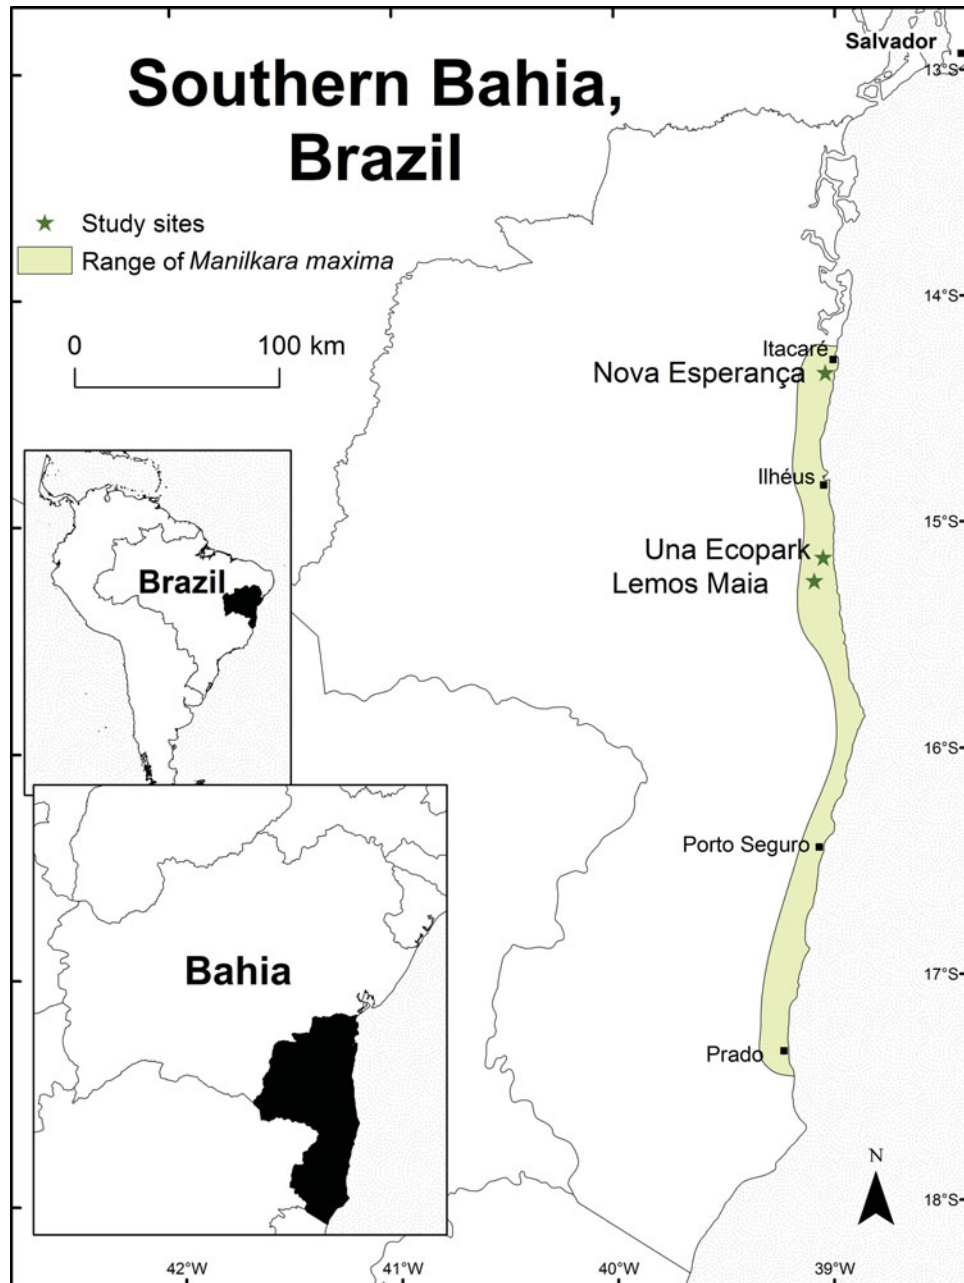 Salvador
13°S
Southern Bahia,
Brazil
Study sites
Range of Manilkara maxima
0 100 km
14°S
Itacaré
Nova Esperança
Ilhéus
15°S
Una Ecopark
Lemos Maia
Brazil
16°S
Porto Seguro
Bahia
17°S
Prado
N
18°S
42°W 41°W 40°W 39°W